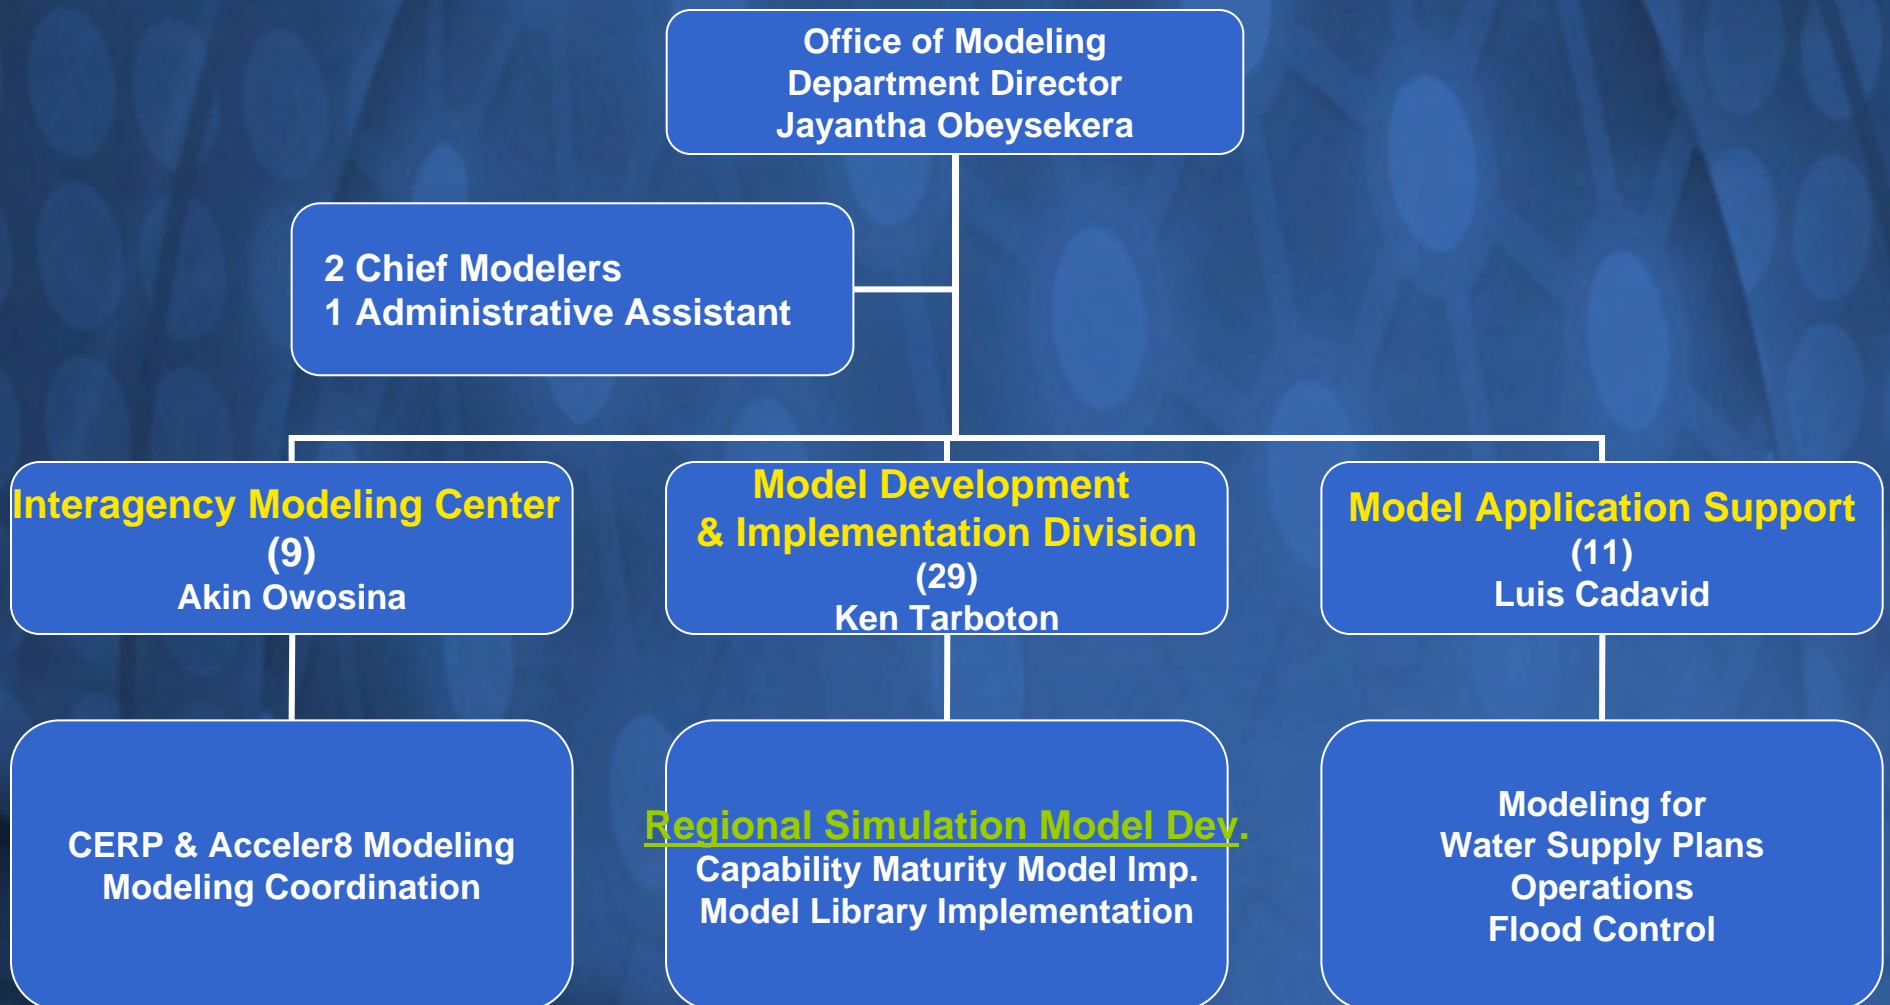 Office of Modeling
Department Director
Jayantha Obeysekera
2 Chief Modelers
1 Administrative Assistant
Interagency Modeling Center
(9)
Akin Owosina
Model Development
& Implementation Division
(29)
Ken Tarboton
Model Application Support
(11)
Luis Cadavid
CERP & Acceler8 Modeling
Modeling Coordination
Regional Simulation Model Dev.
Capability Maturity Model Imp.
Model Library Implementation
Modeling for
Water Supply Plans
Operations
Flood Control